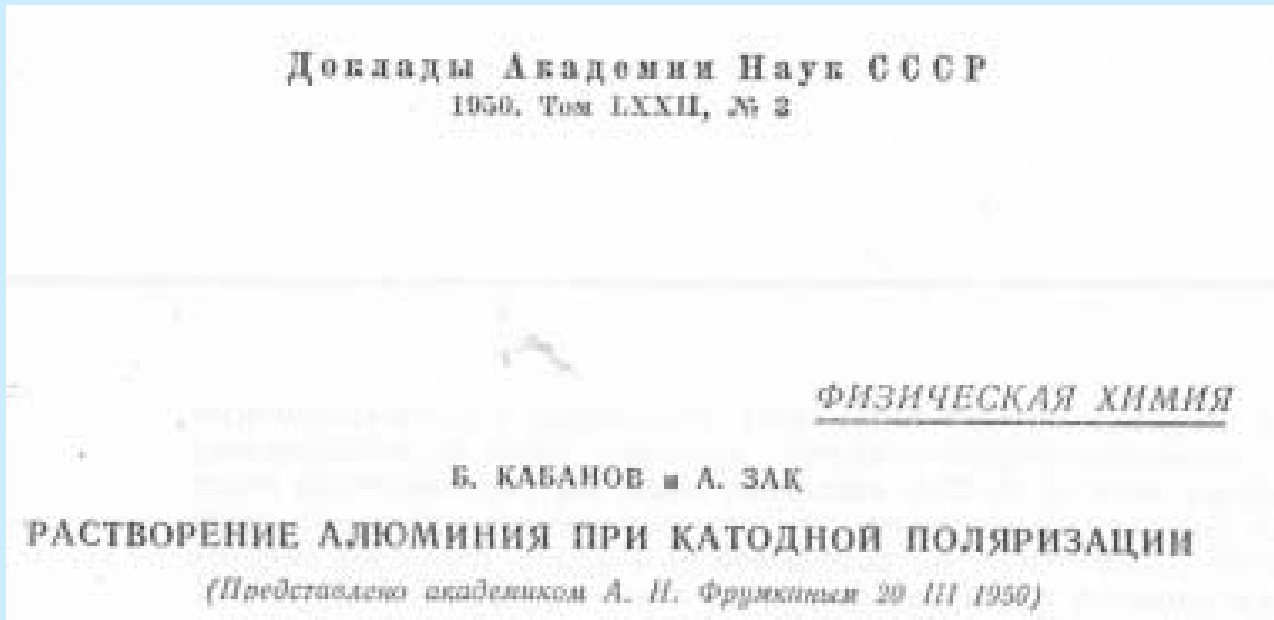 Доклады Академии Наук СССР
1950. Том LXXII, № 2
ФИЗИЧЕСКАЯ ХИМИЯ
Б. КАБАНОВ и А. ЗАК
РАСТВОРЕНИЕ АЛЮМИНИЯ ПРИ КАТОДНОЙ ПОЛЯРИЗАЦИИ
(Представлено академиком А. Н. Фрумкиным 20 III 1950)